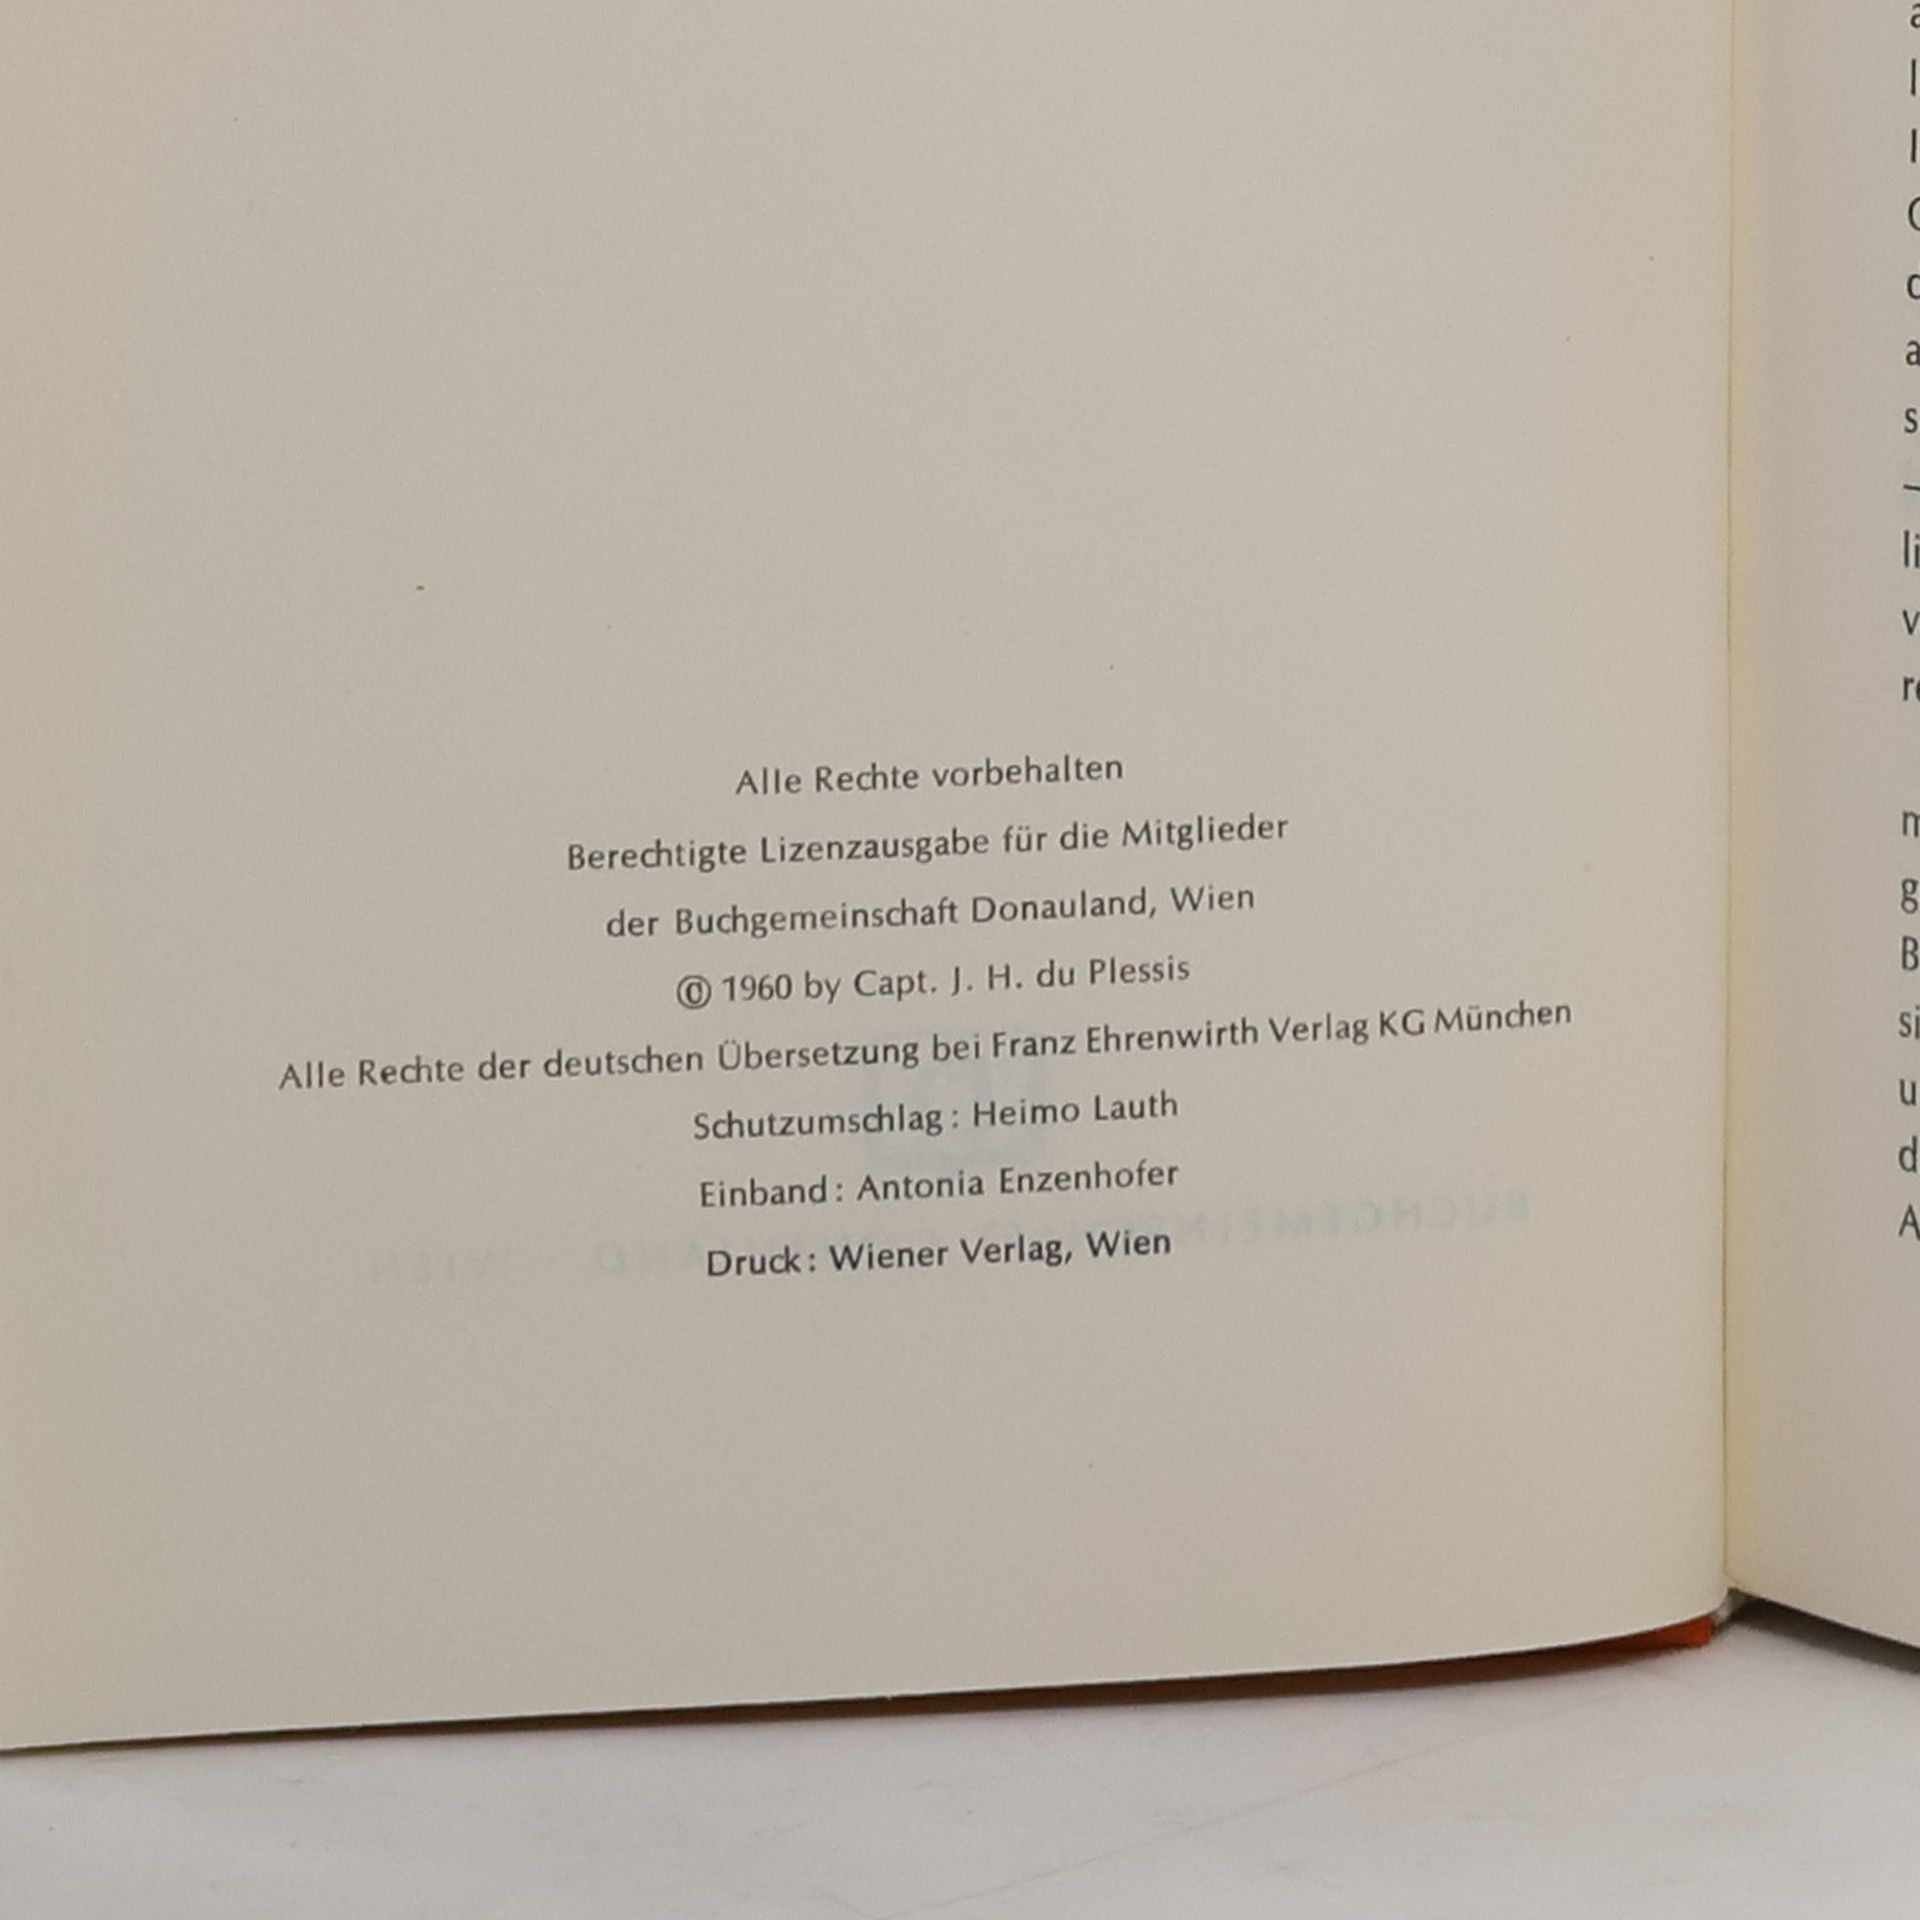 Alle Rechte vorbehalten
Berechtigte Lizenzausgabe für die Mitglieder
der Buchgemeinschaft Donauland, Wien
© 1960 by Capt. J. H. du Plessis
Alle Rechte der deutschen Übersetzung bei Franz Ehrenwirth Verlag KG München
Schutzumschlag: Heimo Lauth
Einband: Antonia Enzenhofer
Druck: Wiener Verlag, Wien